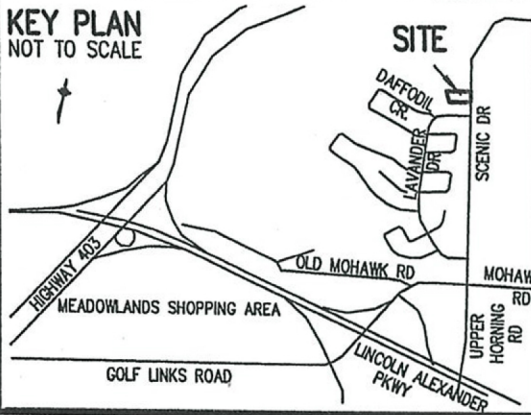 KEY PLAN
NOT TO SCALE
SITE
DAFFODIL
CR.
LAVANDER
DR
SCENIC DR
HIGHWAY 403
OLD MOHAWK RD
MOHAW
RD
MEADOWLANDS SHOPPING AREA
UPPER
HORNING
RD
GOLF LINKS ROAD
LINCOLN ALEXANDER
PKWY